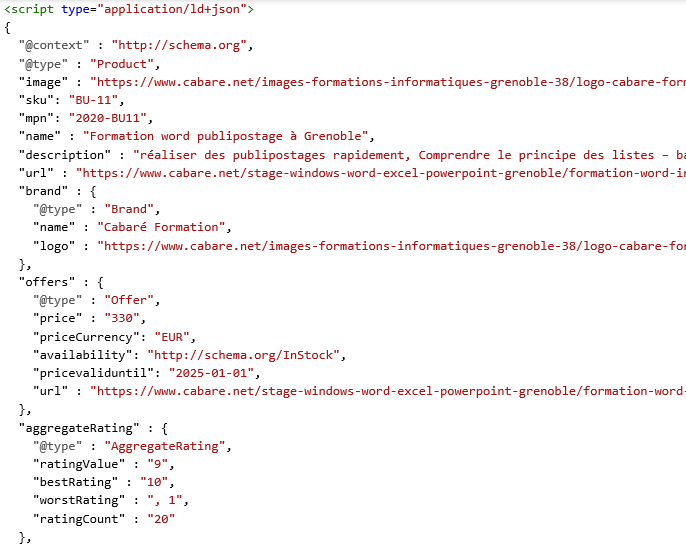 <script type="application/ld+json">
{
"@context" : "http://schema.org",
"@type" : "Product",
"image" : "https://www.cabare.net/images-formations-informatiques-grenoble-38/logo-cabare-for
"sku": "BU-11",
"mpn": "2020-BU11",
"name" : "Formation word publipostage à Grenoble",
"description" : "réaliser des publipostages rapidement, Comprendre le principe des listes – ba
"url" : "https://www.cabare.net/stage-windows-word-excel-powerpoint-grenoble/formation-word-in
"brand" : {
"@type" : "Brand",
"name" : "Cabaré Formation",
"logo" : "https://www.cabare.net/images-formations-informatiques-grenoble-38/logo-cabare-for
},
"offers" : {
"@type" : "Offer",
"price" : "330",
"priceCurrency": "EUR",
"availability": "http://schema.org/InStock",
"pricevaliduntil": "2025-01-01",
"url" : "https://www.cabare.net/stage-windows-word-excel-powerpoint-grenoble/formation-word-
},
"aggregateRating" : {
"@type" : "AggregateRating",
"ratingValue" : "9",
"bestRating" : "10",
"worstRating" : ", 1",
"ratingCount" : "20"
},